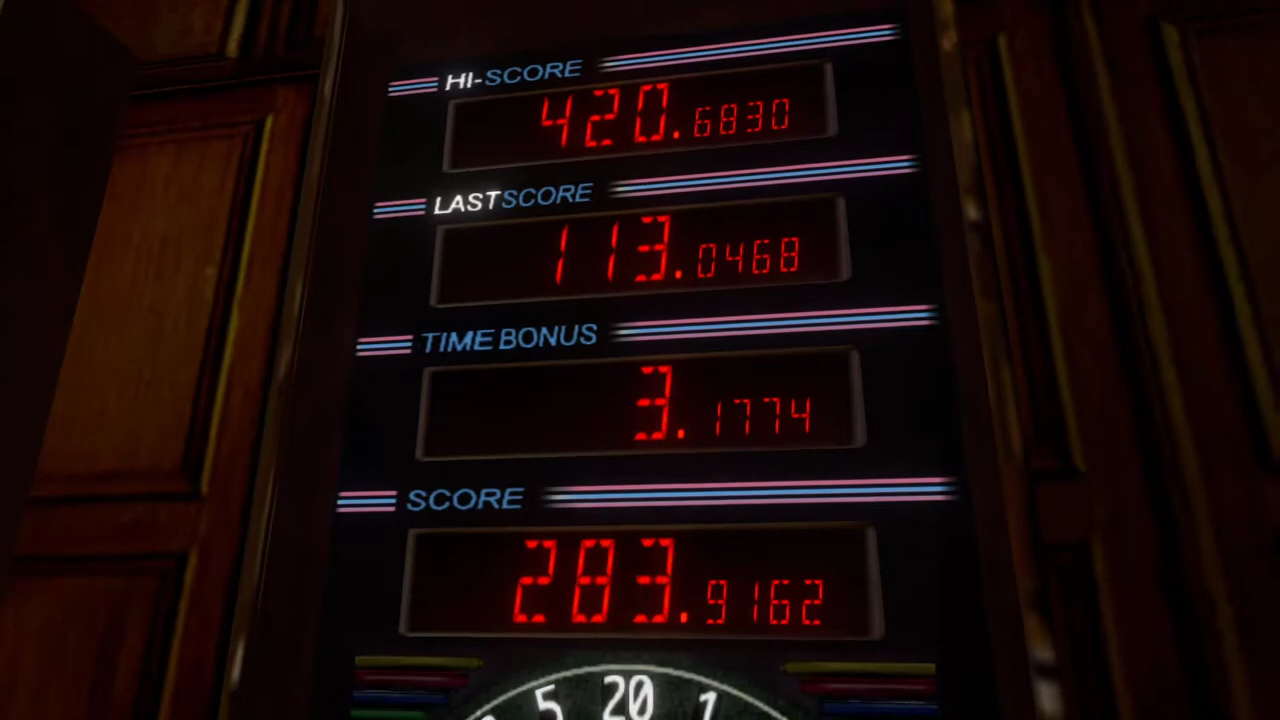 HI-SCORE
420.6830
LASTSCORE
113.0468
TIME BONUS
3.1774
SCORE
283.9162
5 20 1